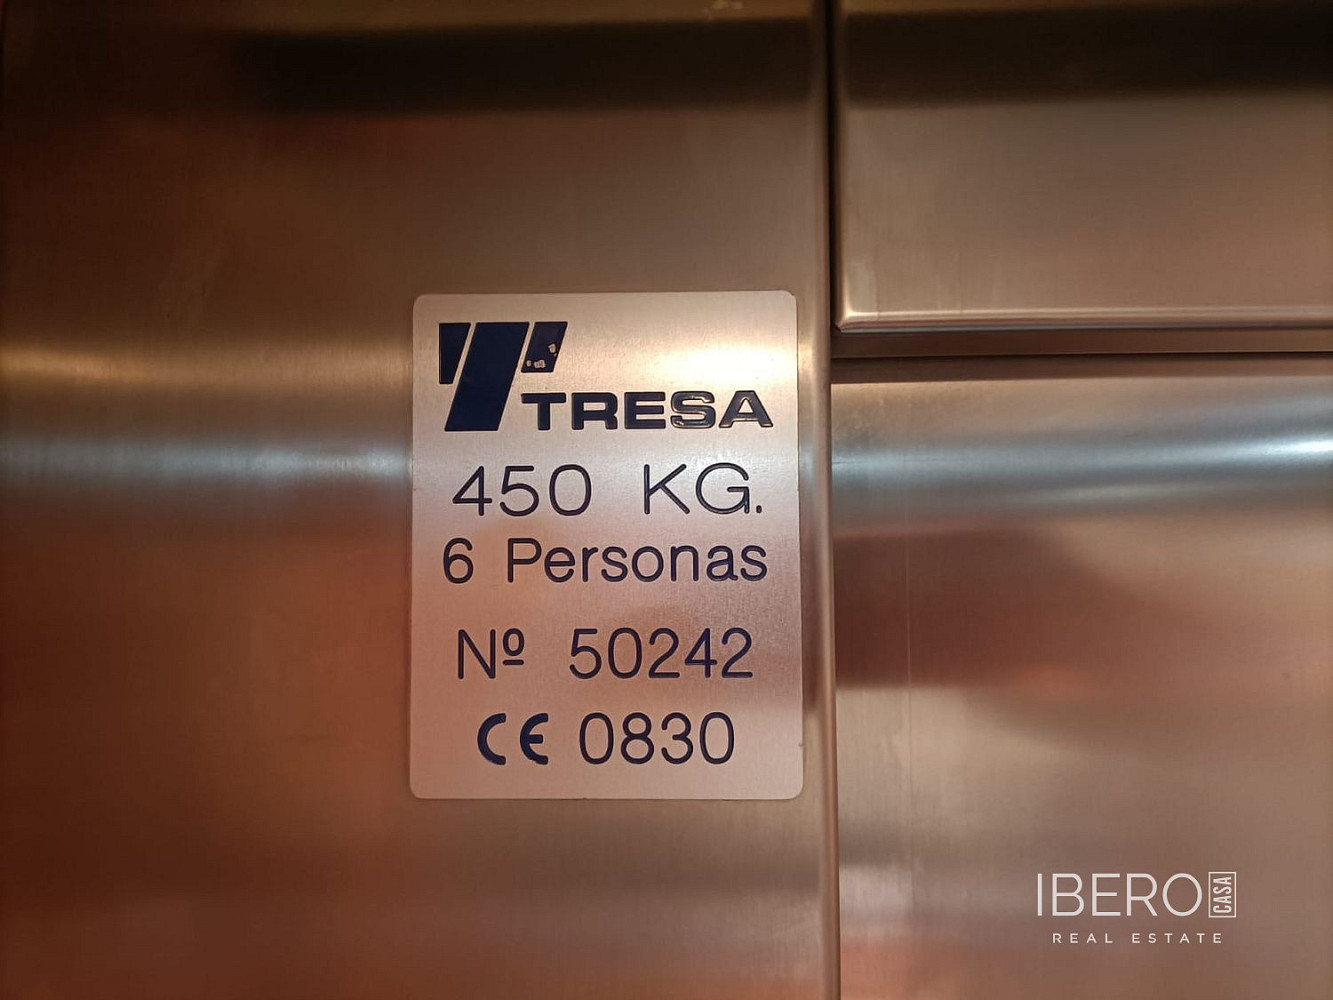 TRESA
450 KG.
6 Personas
Nº 50242
CE 0830
IBERO CASA
REAL ESTATE